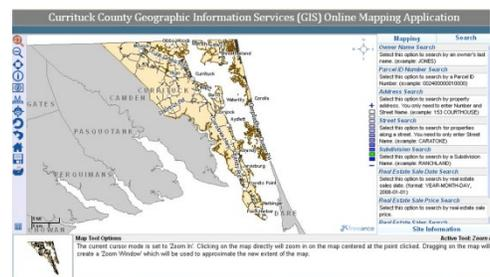 Currituck County Geographic Information Services (GIS) Online Mapping Application
Mapping Search
Owner Name Search
Select this option to search by an owner's last
name. (example: JONES)
Parcel ID Number Search
Select this option to search by a Parcel ID
Number. (example: 002400000010000)
Address Search
Select this option to search by property
address. You only need to enter Number and
Street Name. (example: 153 COURTHOUSE)
Street Search
Select this option to search for properties
along a street. You only need to enter Street
Name. (example: CARATOKE)
Subdivision Search
Select this option to search by a Subdivision
Name. (example: RANCHLAND)
Real Estate Sale Date Search
Select this option to search by real estate
sales date. (format: YEAR-MONTH-DAY,
2008-01-01)
Real Estate Sale Price Search
Select this option to search by real estate sale
price.
Real Estate Sales Search
Site Information
GATES
CAMDEN
CURRITUCK
PASQUOTANK
PERQUIMANS
CHOWAN
DARE
Currituck
Corolla
Aydlett
Map Tool Options Active Tool: Zoom
The current cursor mode is set to 'Zoom In'. Clicking on the map directly will zoom in on the map centered at the point clicked. Dragging on the map will
create a 'Zoom Window' which will be used to approximate the new extent of the map.